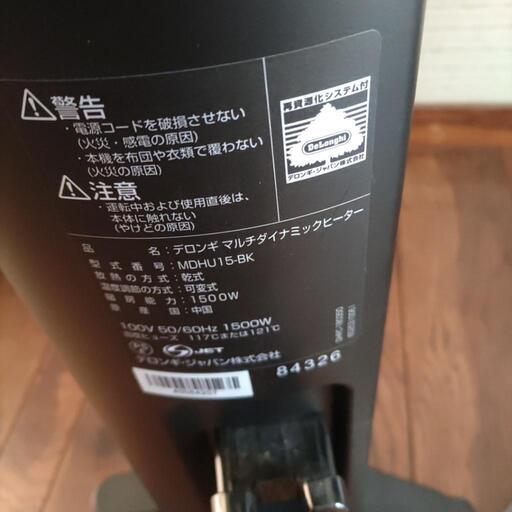 警告
・電源コードを破損させない
(火災・感電の原因)
・本機を布団や衣類で覆わない
(火災の原因)
注意
・運転中および使用直後は、
本体に触れない
(やけどの原因)
再資源化システム付
DeLonghi
デロンギ・ジャパン株式会社
品 名：デロンギ マルチダイナミックヒーター
型式番号：MDHU15-BK
放熱の方式：乾式
温度調節の方式：可変式
暖房能力：1500W
原産国：中国
100V 50/60Hz 1500W
温度ヒューズ 117℃または121℃
JET
デロンギ・ジャパン株式会社
84326